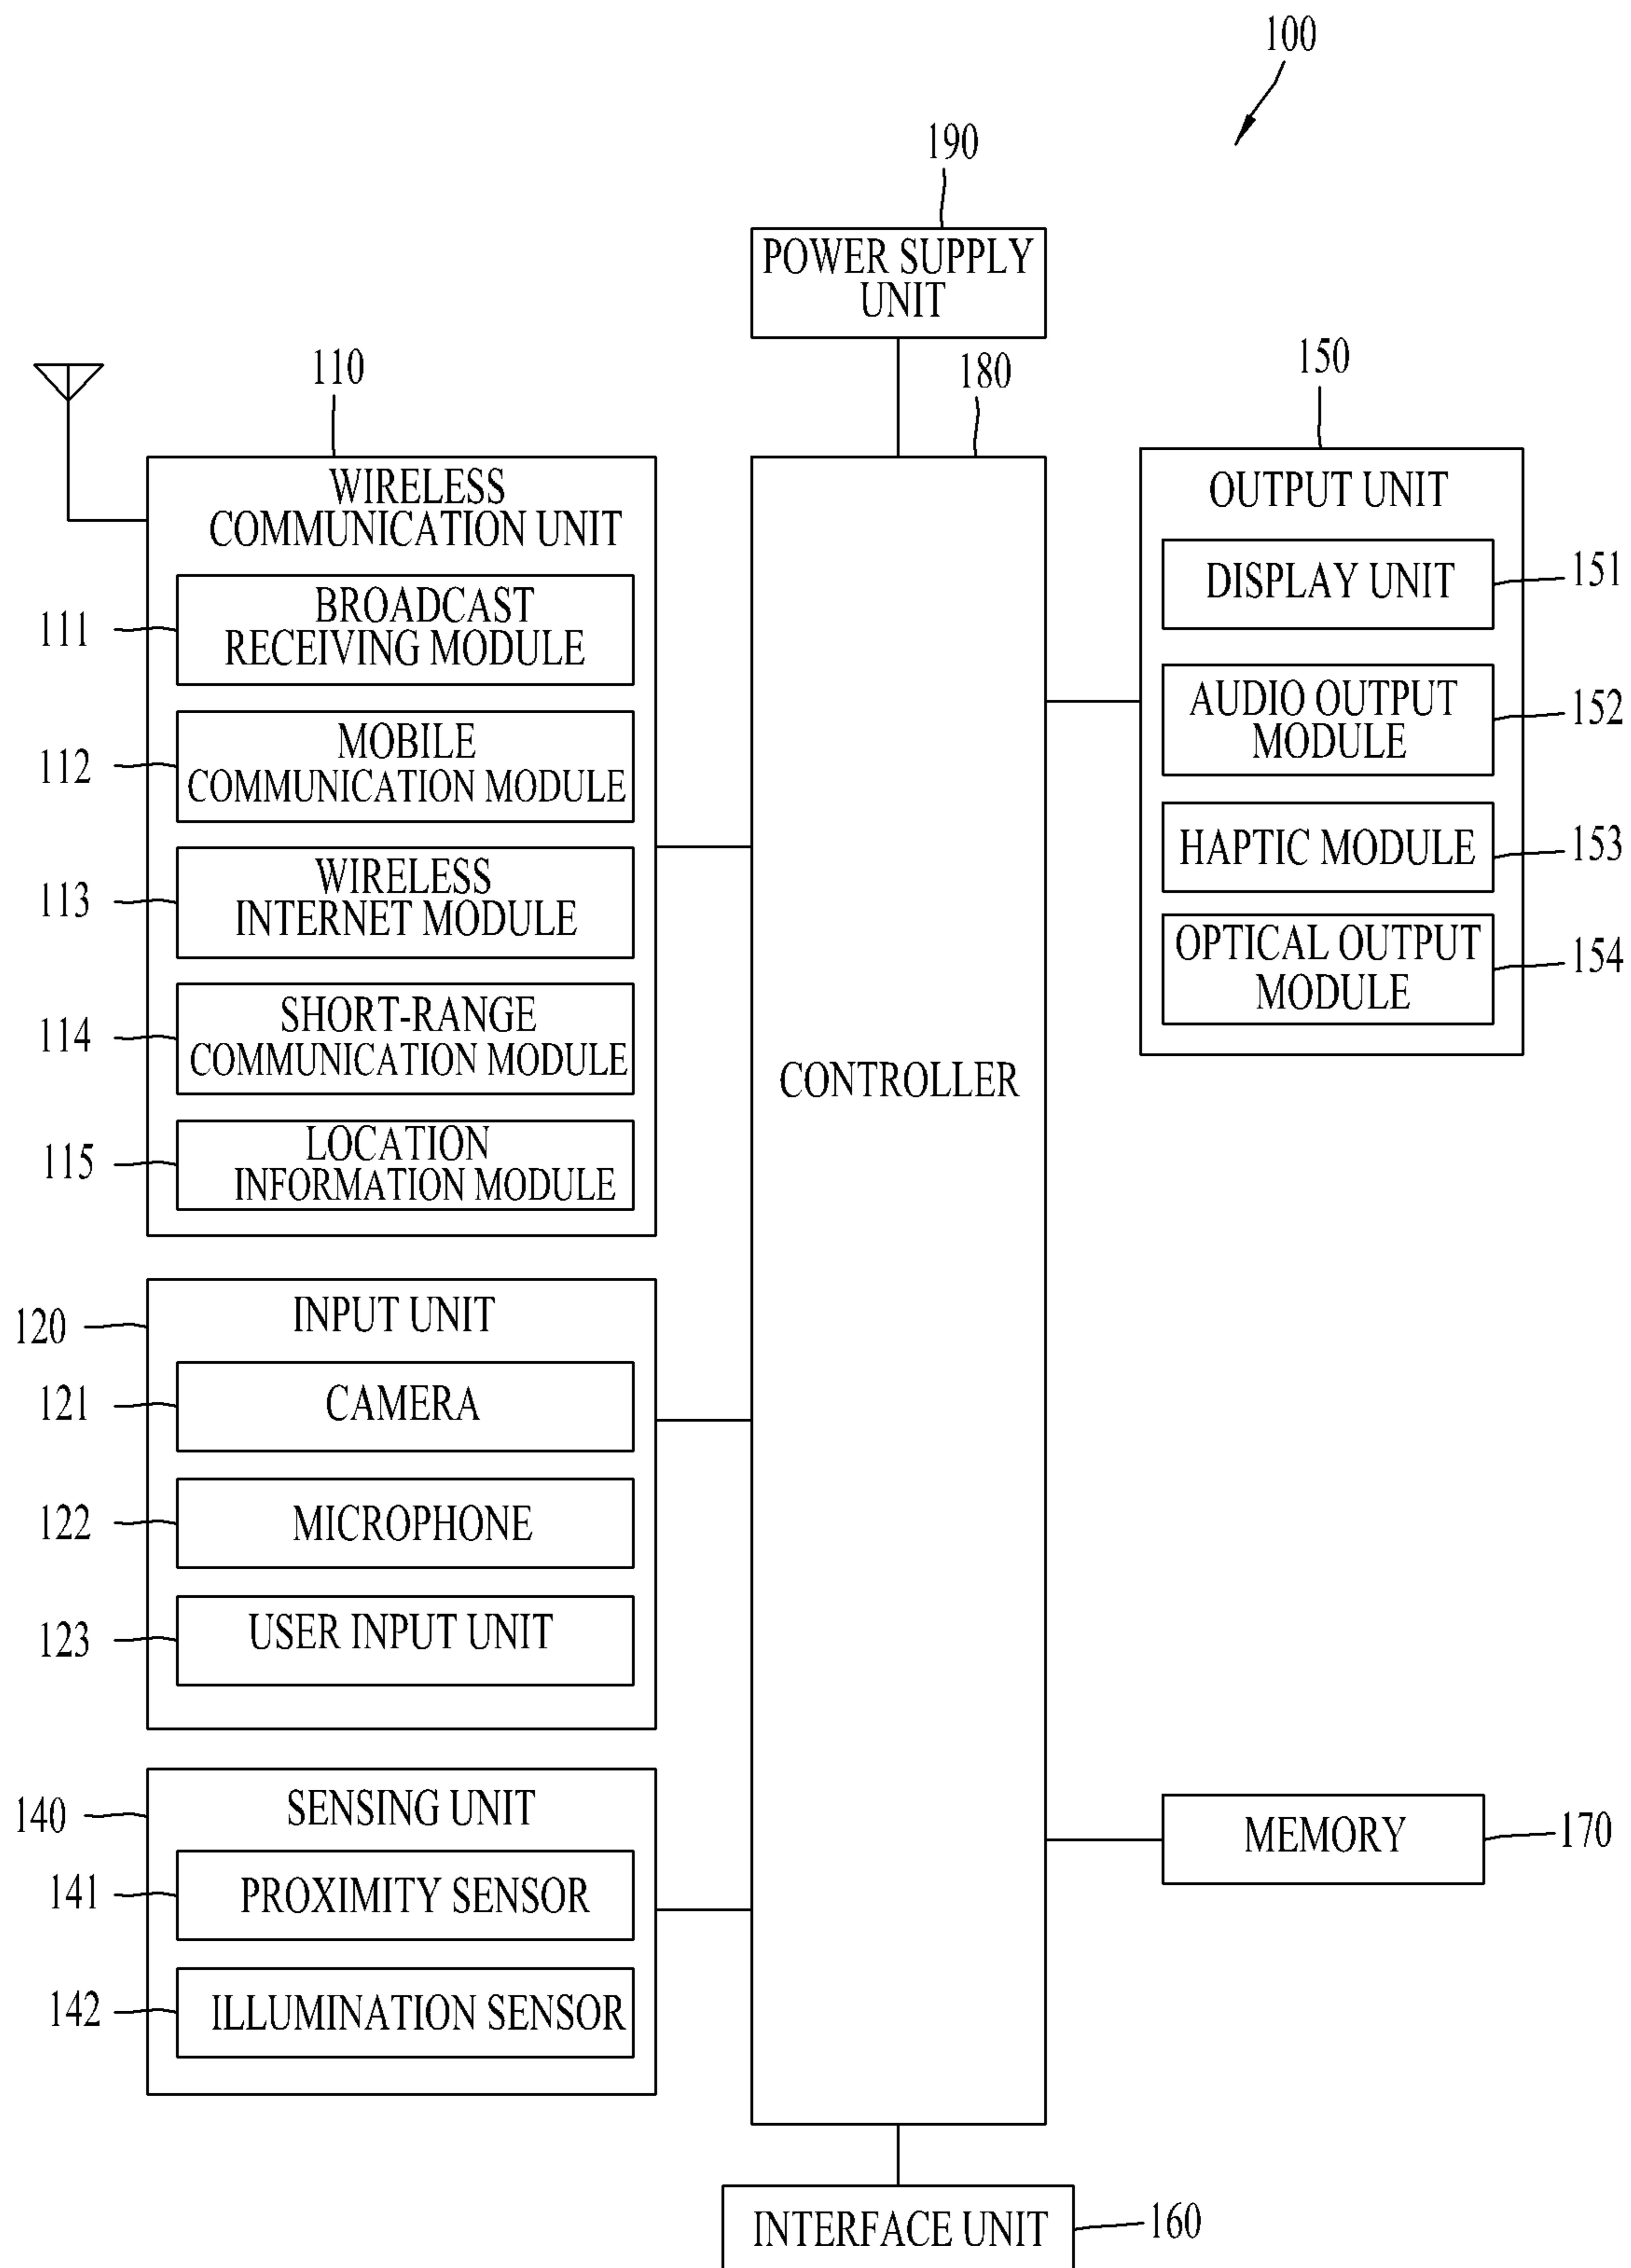 100
190
POWER SUPPLY
UNIT
110
180
150
WIRELESS
COMMUNICATION UNIT
OUTPUT UNIT
111
BROADCAST
RECEIVING MODULE
DISPLAY UNIT
151
112
MOBILE
COMMUNICATION MODULE
AUDIO OUTPUT
MODULE
152
113
WIRELESS
INTERNET MODULE
HAPTIC MODULE
153
OPTICAL OUTPUT
MODULE
154
114
SHORT-RANGE
COMMUNICATION MODULE
CONTROLLER
115
LOCATION
INFORMATION MODULE
120
INPUT UNIT
121
CAMERA
122
MICROPHONE
123
USER INPUT UNIT
140
SENSING UNIT
MEMORY
170
141
PROXIMITY SENSOR
142
ILLUMINATION SENSOR
INTERFACE UNIT
160